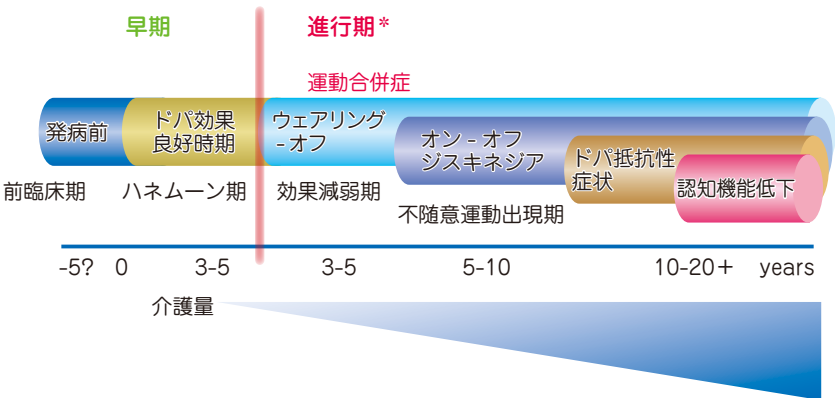 早期
進行期*
運動合併症
発病前
ドパ効果
良好時期
ウェアリング
-オフ
オン-オフ
ジスキネジア
ドパ抵抗性
症状
認知機能低下
前臨床期
ハネムーン期
効果減弱期
不随意運動出現期
-5? 0 3-5 3-5 5-10 10-20+ years
介護量